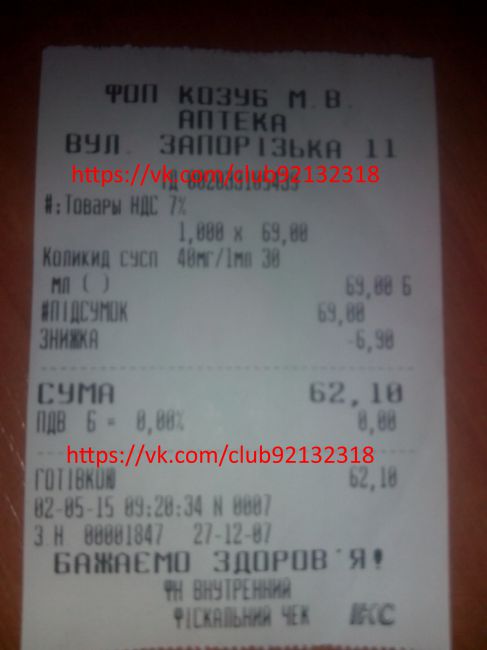 ФОП КОЗУБ М.В.
АПТЕКА
ВУЛ. ЗАПОРІЗЬКА 11
https://vk.com/club92132318
#:Товары НДС 7%
1,000 x 69,00
Коликид сусп 40мг/1мл 30
мл ( )
69,00 Б
#ПІДСУМОК 69,00
ЗНИЖКА -6,90
СУМА 62,10
ПДВ Б = 0,00% 0,00
https://vk.com/club92132318
ГОТІВКОЮ 62,10
02-05-15 09:20:34 N 0007
З.Н 00001847 27-12-07
БАЖАЄМО ЗДОРОВ'Я!
ФН ВНУТРЕННИЙ
ФІСКАЛЬНИЙ ЧЕК ІКС